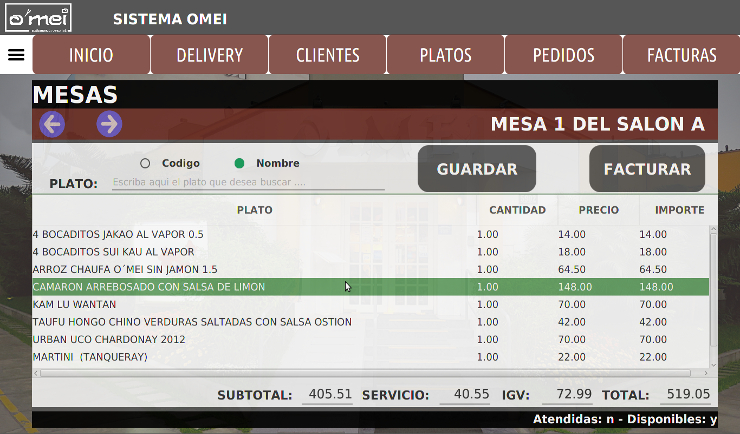 o'mei
SISTEMA OMEI
INICIO
DELIVERY
CLIENTES
PLATOS
PEDIDOS
FACTURAS
MESAS
MESA 1 DEL SALON A
Codigo
Nombre
PLATO: Escriba aqui el plato que desea buscar ....
GUARDAR
FACTURAR
PLATO CANTIDAD PRECIO IMPORTE
4 BOCADITOS JAKAO AL VAPOR 0.5 1.00 14.00 14.00
4 BOCADITOS SUI KAU AL VAPOR 1.00 18.00 18.00
ARROZ CHAUFA O´MEI SIN JAMON 1.5 1.00 64.50 64.50
CAMARON ARREBOSADO CON SALSA DE LIMON 1.00 148.00 148.00
KAM LU WANTAN 1.00 70.00 70.00
TAUFU HONGO CHINO VERDURAS SALTADAS CON SALSA OSTION 1.00 42.00 42.00
URBAN UCO CHARDONAY 2012 1.00 70.00 70.00
MARTINI (TANQUERAY) 1.00 22.00 22.00
SUBTOTAL: 405.51 SERVICIO: 40.55 IGV: 72.99 TOTAL: 519.05
Atendidas: n - Disponibles: y